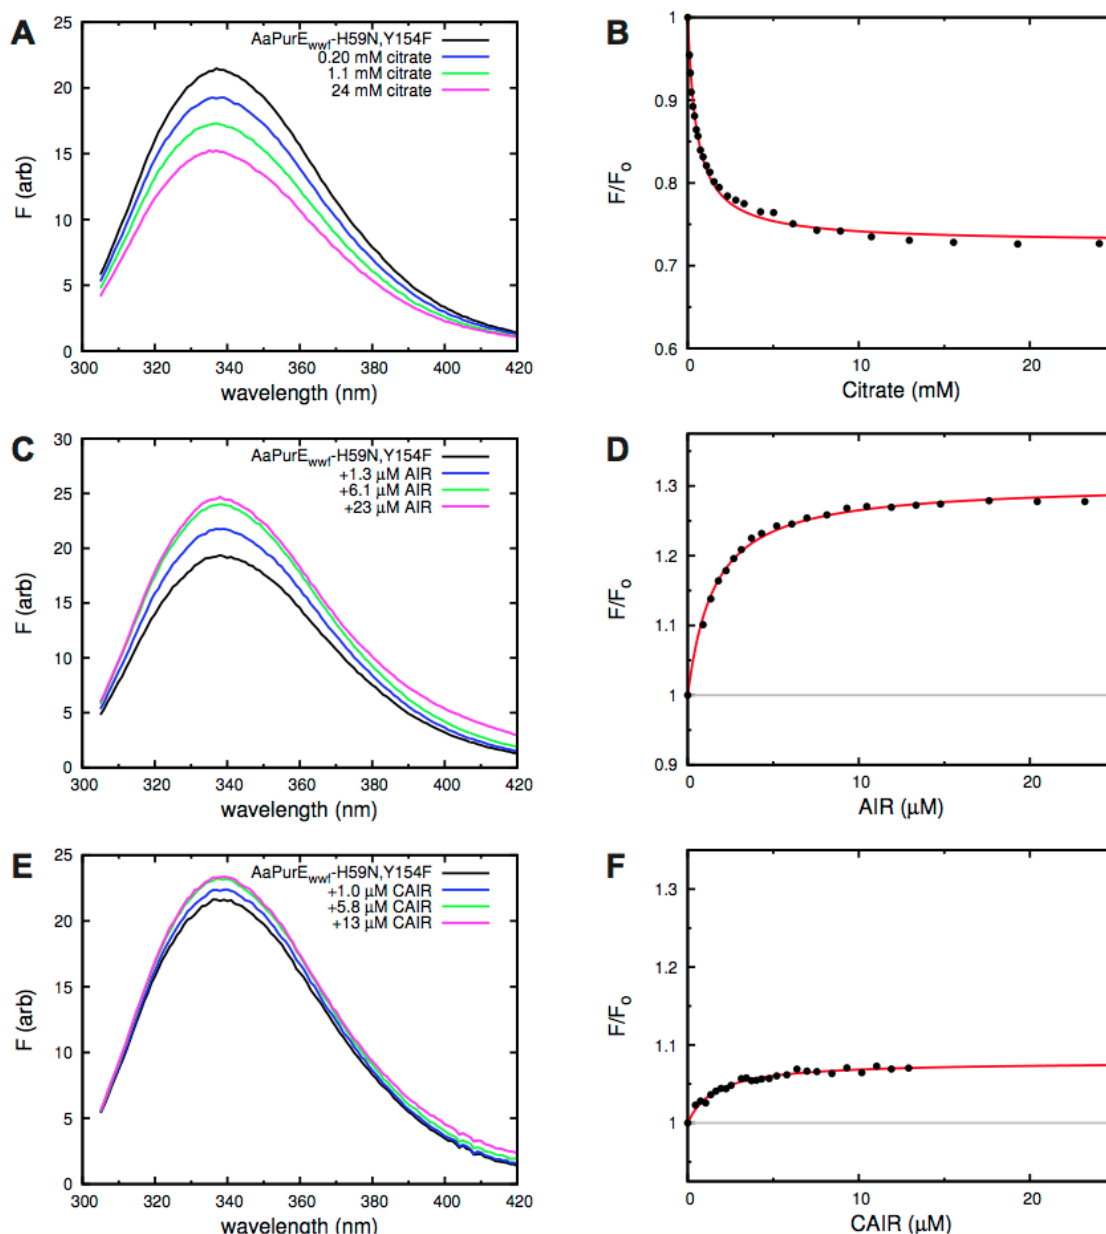 A
25
20
15
10
5
0
F (arb)
AaPurE_wwf-H59N,Y154F
0.20 mM citrate
1.1 mM citrate
24 mM citrate
300 320 340 360 380 400 420
wavelength (nm)
B
1
0.9
0.8
0.7
0.6
F/F_o
0 10 20
Citrate (mM)
C
30
25
20
15
10
5
0
F (arb)
AaPurE_wwf-H59N,Y154F
+1.3 μM AIR
+6.1 μM AIR
+23 μM AIR
300 320 340 360 380 400 420
wavelength (nm)
D
1.3
1.2
1.1
1
0.9
F/F_o
0 10 20
AIR (μM)
E
25
20
15
10
5
0
F (arb)
AaPurE_wwf-H59N,Y154F
+1.0 μM CAIR
+5.8 μM CAIR
+13 μM CAIR
300 320 340 360 380 400 420
wavelength (nm)
F
1.3
1.2
1.1
1
F/F_o
0 10 20
CAIR (μM)